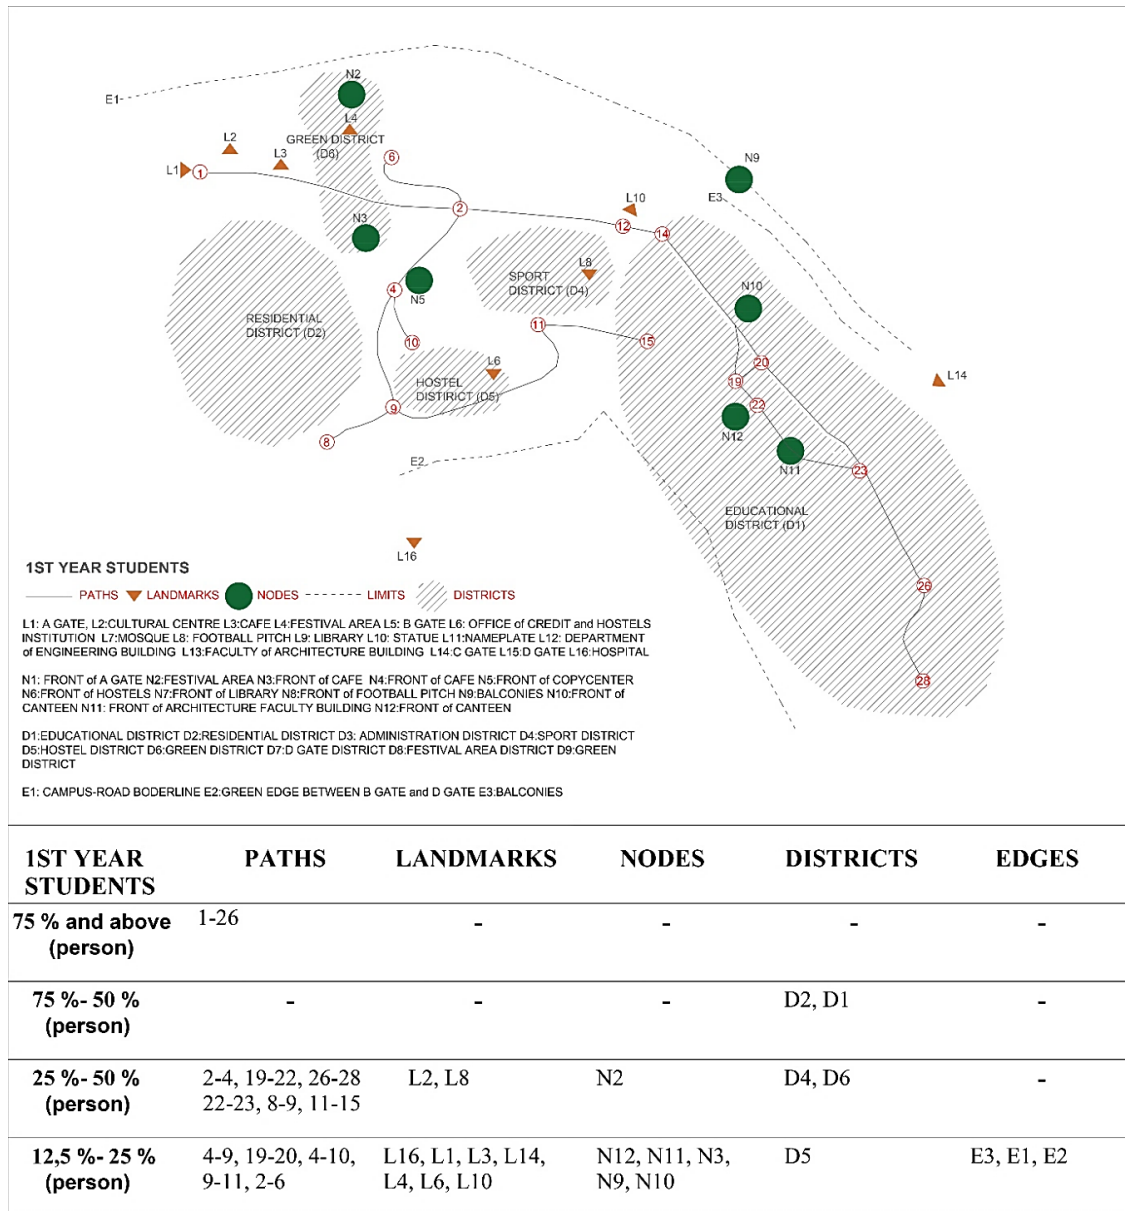 N2
E1
L4
L2
GREEN DISTRICT
(D6)
L3
6
N9
L1
1
E3
L10
2
N3
12
14
L8
SPORT
DISTRICT (D4)
N10
4
N5
RESIDENTIAL
DISTRICT (D2)
11
10
15
L6
20
HOSTEL
DISTIRICT (D5)
19
L14
9
22
N12
8
E2
N11
23
EDUCATIONAL
DISTRICT (D1)
L16
26
28
1ST YEAR STUDENTS
PATHS LANDMARKS NODES LIMITS DISTRICTS
L1: A GATE, L2:CULTURAL CENTRE L3:CAFE L4:FESTIVAL AREA L5: B GATE L6: OFFICE OF CREDIT and HOSTELS
INSTITUTION L7:MOSQUE L8: FOOTBALL PITCH L9: LIBRARY L10: STATUE L11:NAMEPLATE L12: DEPARTMENT
of ENGINEERING BUILDING L13:FACULTY of ARCHITECTURE BUILDING L14:C GATE L15:D GATE L16:HOSPITAL
N1: FRONT of A GATE N2:FESTIVAL AREA N3:FRONT of CAFE N4:FRONT of CAFE N5:FRONT of COPYCENTER
N6:FRONT of HOSTELS N7:FRONT of LIBRARY N8:FRONT of FOOTBALL PITCH N9:BALCONIES N10:FRONT of
CANTEEN N11: FRONT of ARCHITECTURE FACULTY BUILDING N12:FRONT of CANTEEN
D1:EDUCATIONAL DISTRICT D2:RESIDENTIAL DISTRICT D3: ADMINISTRATION DISTRICT D4:SPORT DISTRICT
D5:HOSTEL DISTRICT D6:GREEN DISTRICT D7:D GATE DISTRICT D8:FESTIVAL AREA DISTRICT D9:GREEN
DISTRICT
E1: CAMPUS-ROAD BODERLINE E2:GREEN EDGE BETWEEN B GATE and D GATE E3:BALCONIES
1ST YEAR STUDENTS PATHS LANDMARKS NODES DISTRICTS EDGES
75 % and above (person) 1-26 - - - -
75 %- 50 % (person) - - - D2, D1 -
25 %- 50 % (person) 2-4, 19-22, 26-28 L2, L8 N2 D4, D6 -
22-23, 8-9, 11-15
12,5 %- 25 % (person) 4-9, 19-20, 4-10, L16, L1, L3, L14, N12, N11, N3, D5 E3, E1, E2
9-11, 2-6 L4, L6, L10 N9, N10